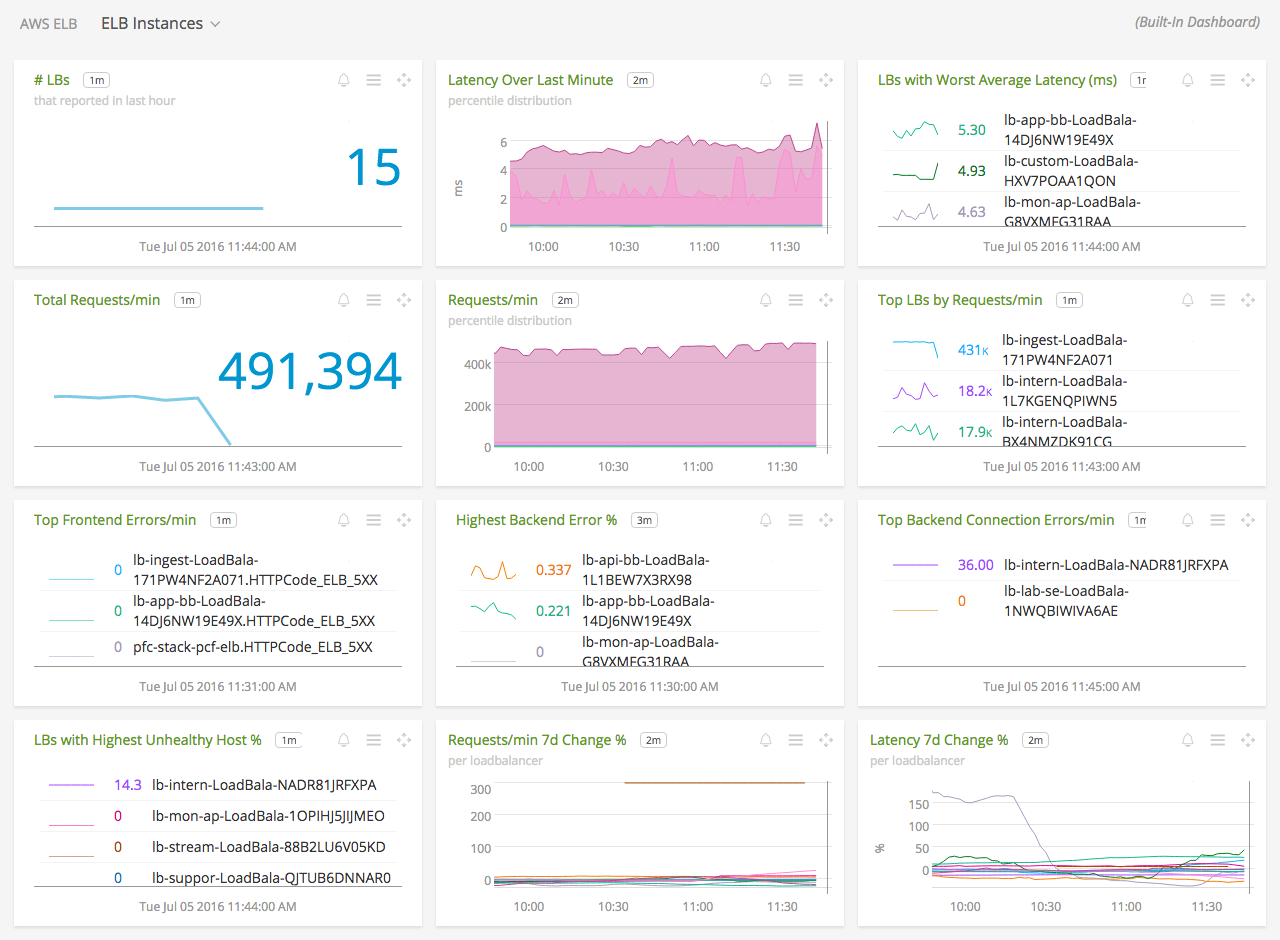 AWS ELB ELB Instances
(Built-In Dashboard)
# LBs 1m
that reported in last hour
15
Tue Jul 05 2016 11:44:00 AM
Latency Over Last Minute 2m
percentile distribution
ms
6
4
2
0
10:00 10:30 11:00 11:30
LBs with Worst Average Latency (ms)
5.30 lb-app-bb-LoadBala-
14DJ6NW19E49X
4.93 lb-custom-LoadBala-
HXV7POAA1QON
4.63 lb-mon-ap-LoadBala-
G8VXMFG31RAA
Tue Jul 05 2016 11:44:00 AM
Total Requests/min 1m
491,394
Tue Jul 05 2016 11:43:00 AM
Requests/min 2m
percentile distribution
400k
200k
0
10:00 10:30 11:00 11:30
Top LBs by Requests/min 1m
431K lb-ingest-LoadBala-
171PW4NF2A071
18.2K lb-intern-LoadBala-
1L7KGENQPIWN5
17.9K lb-intern-LoadBala-
BX4NMZDK91CG
Tue Jul 05 2016 11:43:00 AM
Top Frontend Errors/min 1m
0 lb-ingest-LoadBala-
171PW4NF2A071.HTTPCode_ELB_5XX
0 lb-app-bb-LoadBala-
14DJ6NW19E49X.HTTPCode_ELB_5XX
0 pfc-stack-pcf-elb.HTTPCode_ELB_5XX
Tue Jul 05 2016 11:31:00 AM
Highest Backend Error % 3m
0.337 lb-api-bb-LoadBala-
1L1BEW7X3RX98
0.221 lb-app-bb-LoadBala-
14DJ6NW19E49X
0 lb-mon-ap-LoadBala-
G8VXMFG31RAA
Tue Jul 05 2016 11:30:00 AM
Top Backend Connection Errors/min
36.00 lb-intern-LoadBala-NADR81JRFXPA
0 lb-lab-se-LoadBala-
1NWQBIWIVA6AE
Tue Jul 05 2016 11:45:00 AM
LBs with Highest Unhealthy Host % 1m
14.3 lb-intern-LoadBala-NADR81JRFXPA
0 lb-mon-ap-LoadBala-1OPIHJ5JIJMEO
0 lb-stream-LoadBala-88B2LU6V05KD
0 lb-suppor-LoadBala-QJTUB6DNNAR0
Tue Jul 05 2016 11:44:00 AM
Requests/min 7d Change % 2m
per loadbalancer
300
200
100
0
10:00 10:30 11:00 11:30
Latency 7d Change % 2m
per loadbalancer
%
150
100
50
0
10:00 10:30 11:00 11:30